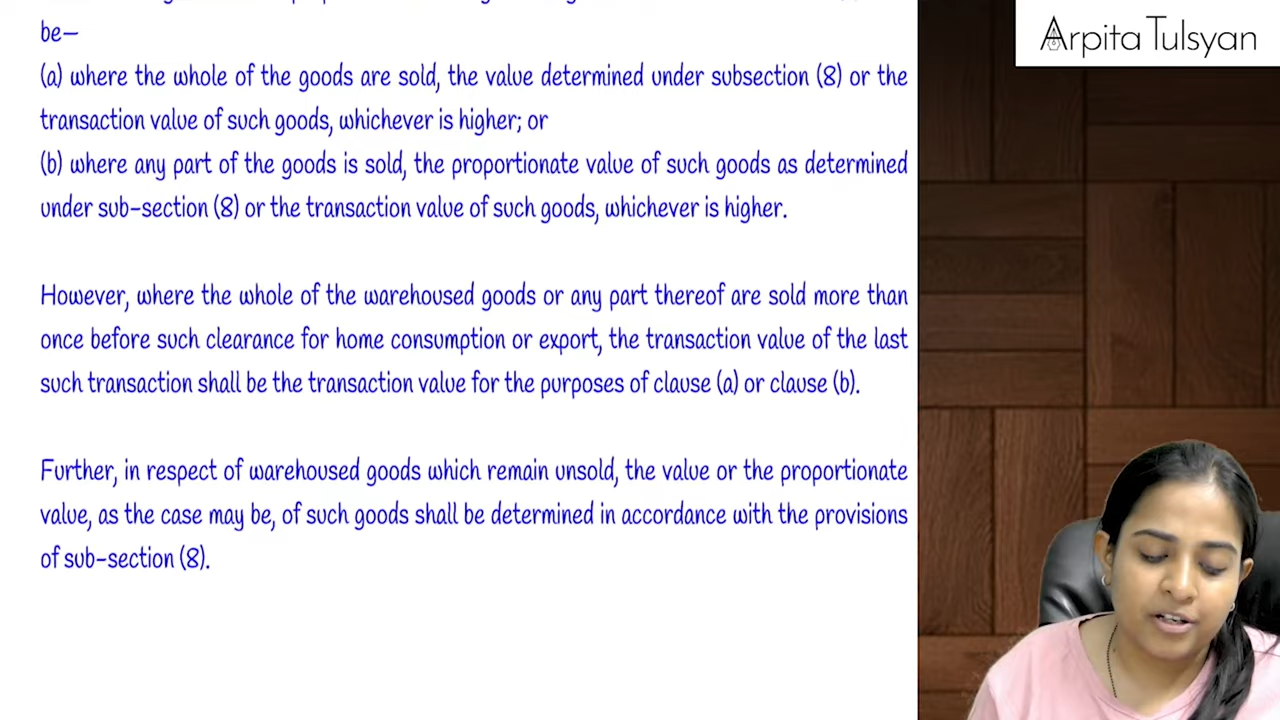 Arpita Tulsyan
be—
(a) where the whole of the goods are sold, the value determined under subsection (8) or the
transaction value of such goods, whichever is higher; or
(b) where any part of the goods is sold, the proportionate value of such goods as determined
under sub-section (8) or the transaction value of such goods, whichever is higher.
However, where the whole of the warehoused goods or any part thereof are sold more than
once before such clearance for home consumption or export, the transaction value of the last
such transaction shall be the transaction value for the purposes of clause (a) or clause (b).
Further, in respect of warehoused goods which remain unsold, the value or the proportionate
value, as the case may be, of such goods shall be determined in accordance with the provisions
of sub-section (8).